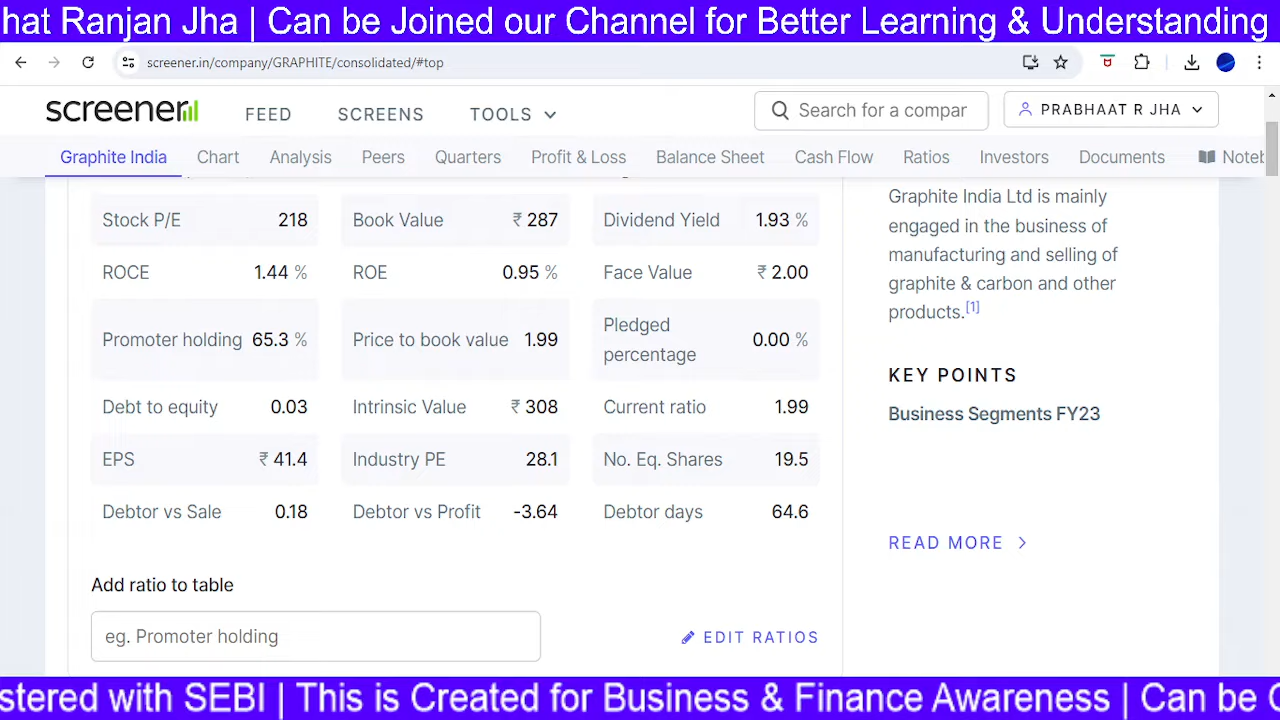 hat Ranjan Jha | Can be Joined our Channel for Better Learning & Understanding
screener.in/company/GRAPHITE/consolidated/#top
screener
FEED
SCREENS
TOOLS
Search for a compar
PRABHAAT R JHA
Graphite India
Chart
Analysis
Peers
Quarters
Profit & Loss
Balance Sheet
Cash Flow
Ratios
Investors
Documents
Noteb
Stock P/E 218
Book Value ₹ 287
Dividend Yield 1.93 %
ROCE 1.44 %
ROE 0.95 %
Face Value ₹ 2.00
Promoter holding 65.3 %
Price to book value 1.99
Pledged
percentage 0.00 %
Debt to equity 0.03
Intrinsic Value ₹ 308
Current ratio 1.99
EPS ₹ 41.4
Industry PE 28.1
No. Eq. Shares 19.5
Debtor vs Sale 0.18
Debtor vs Profit -3.64
Debtor days 64.6
Add ratio to table
eg. Promoter holding
EDIT RATIOS
Graphite India Ltd is mainly
engaged in the business of
manufacturing and selling of
graphite & carbon and other
products.[1]
KEY POINTS
Business Segments FY23
READ MORE
stered with SEBI | This is Created for Business & Finance Awareness | Can be